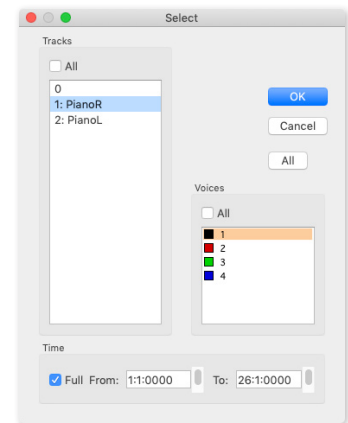 Select
Tracks
All
0
1: PianoR
2: PianoL
OK
Cancel
All
Voices
All
1
2
3
4
Time
Full From: 1:1:0000 To: 26:1:0000